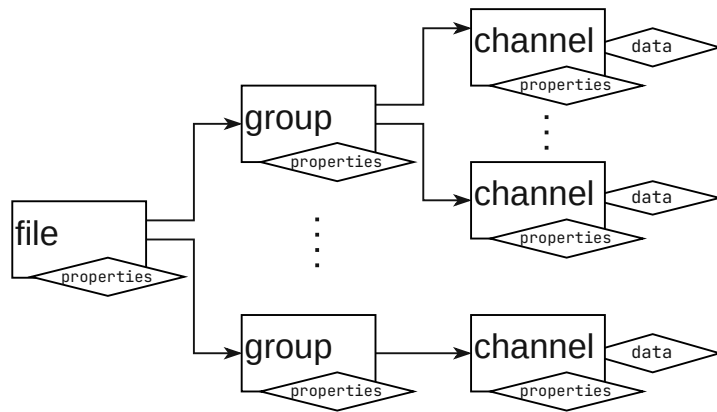 channel
data
properties
group
properties
channel
data
properties
file
properties
group
properties
channel
data
properties